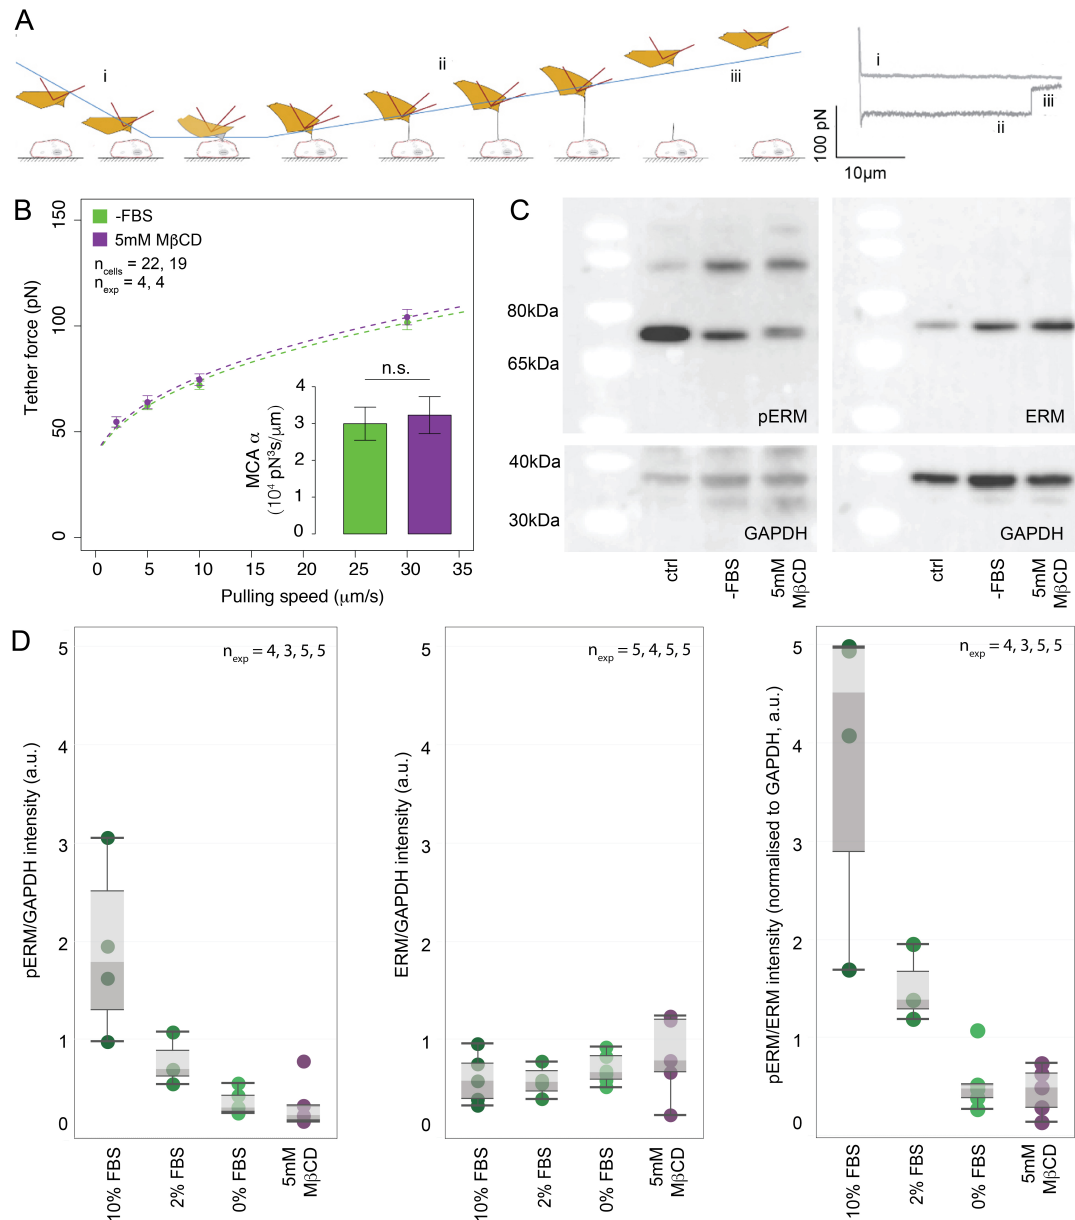 A
i
ii
iii
i
ii
iii
100 pN
10μm
B
-FBS
5mM MβCD
ncells = 22, 19
nexp = 4, 4
Tether force (pN)
150
100
50
0
0 5 10 15 20 25 30 35
Pulling speed (μm/s)
n.s.
MCA α
(10⁴ pN³s/μm)
4
3
2
1
0
C
80kDa
65kDa
pERM
ERM
40kDa
30kDa
GAPDH
GAPDH
ctrl
-FBS
5mM
MβCD
ctrl
-FBS
5mM
MβCD
D
pERM/GAPDH intensity (a.u.)
nexp = 4, 3, 5, 5
5
4
3
2
1
0
10% FBS
2% FBS
0% FBS
5mM
MβCD
ERM/GAPDH intensity (a.u.)
nexp = 5, 4, 5, 5
5
4
3
2
1
0
10% FBS
2% FBS
0% FBS
5mM
MβCD
pERM/ERM intensity (normalised to GAPDH, a.u.)
nexp = 4, 3, 5, 5
5
4
3
2
1
0
10% FBS
2% FBS
0% FBS
5mM
MβCD